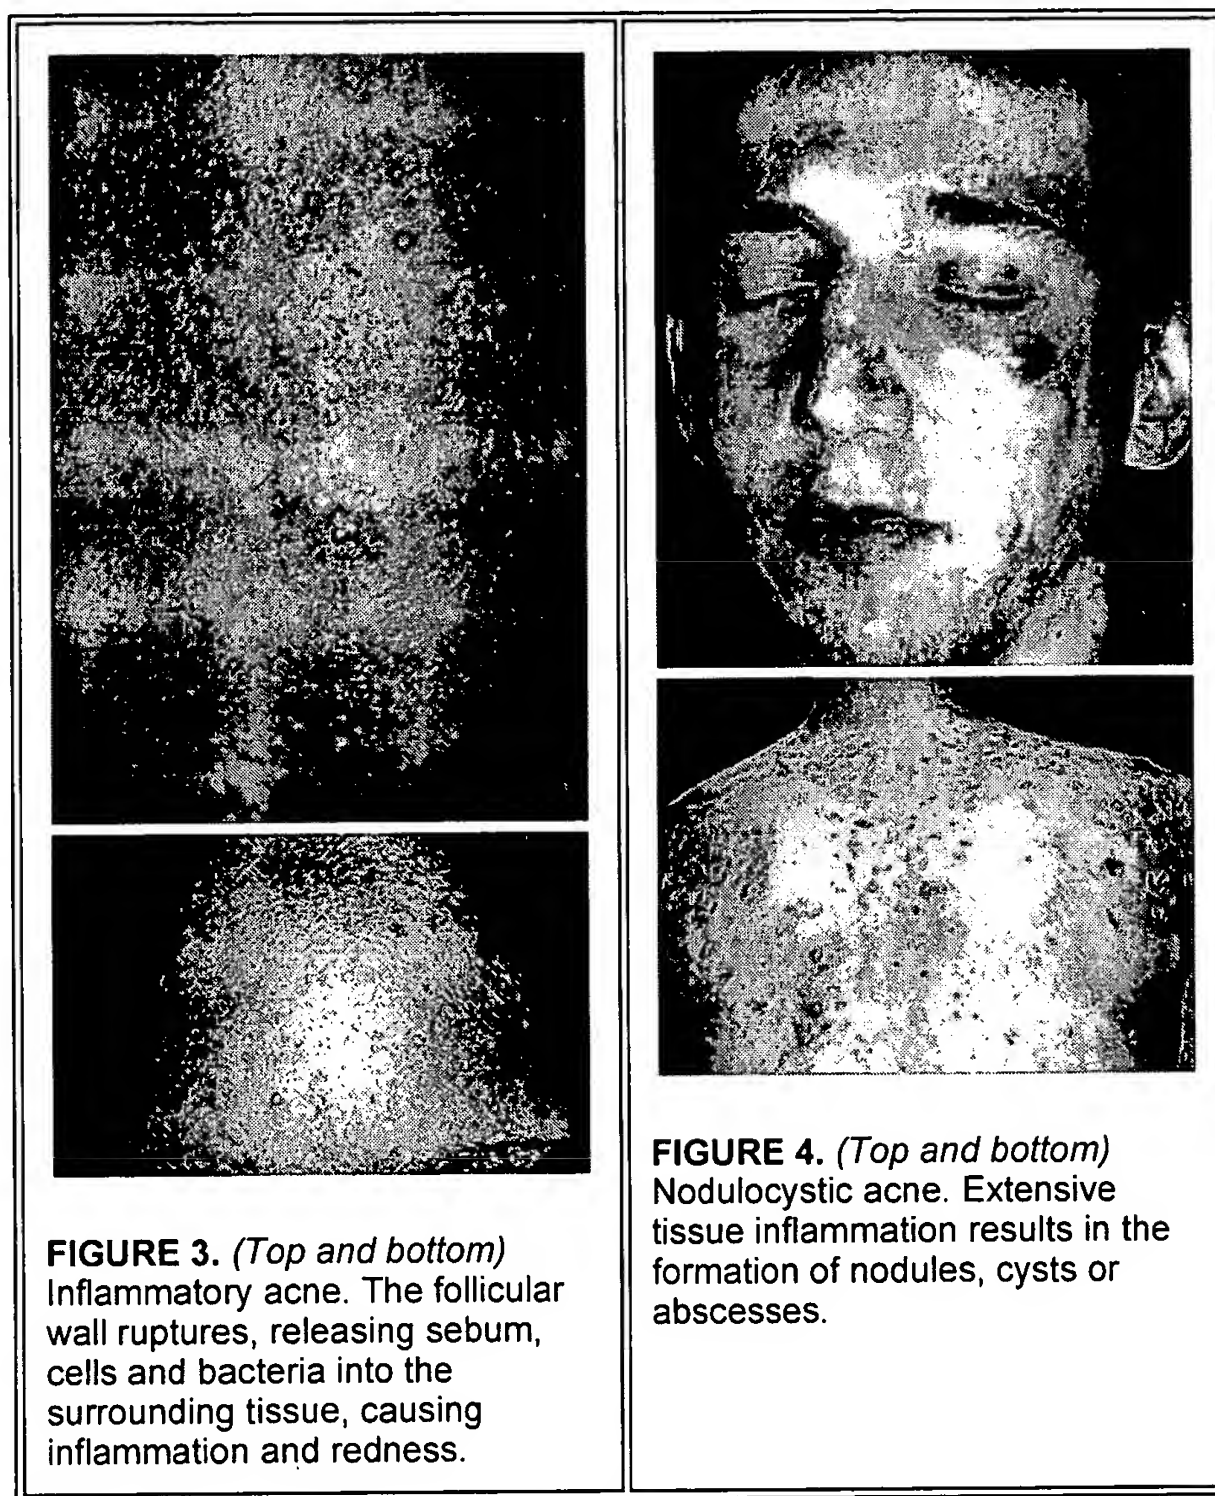 FIGURE 3. (Top and bottom)
Inflammatory acne. The follicular
wall ruptures, releasing sebum,
cells and bacteria into the
surrounding tissue, causing
inflammation and redness.
FIGURE 4. (Top and bottom)
Nodulocystic acne. Extensive
tissue inflammation results in the
formation of nodules, cysts or
abscesses.